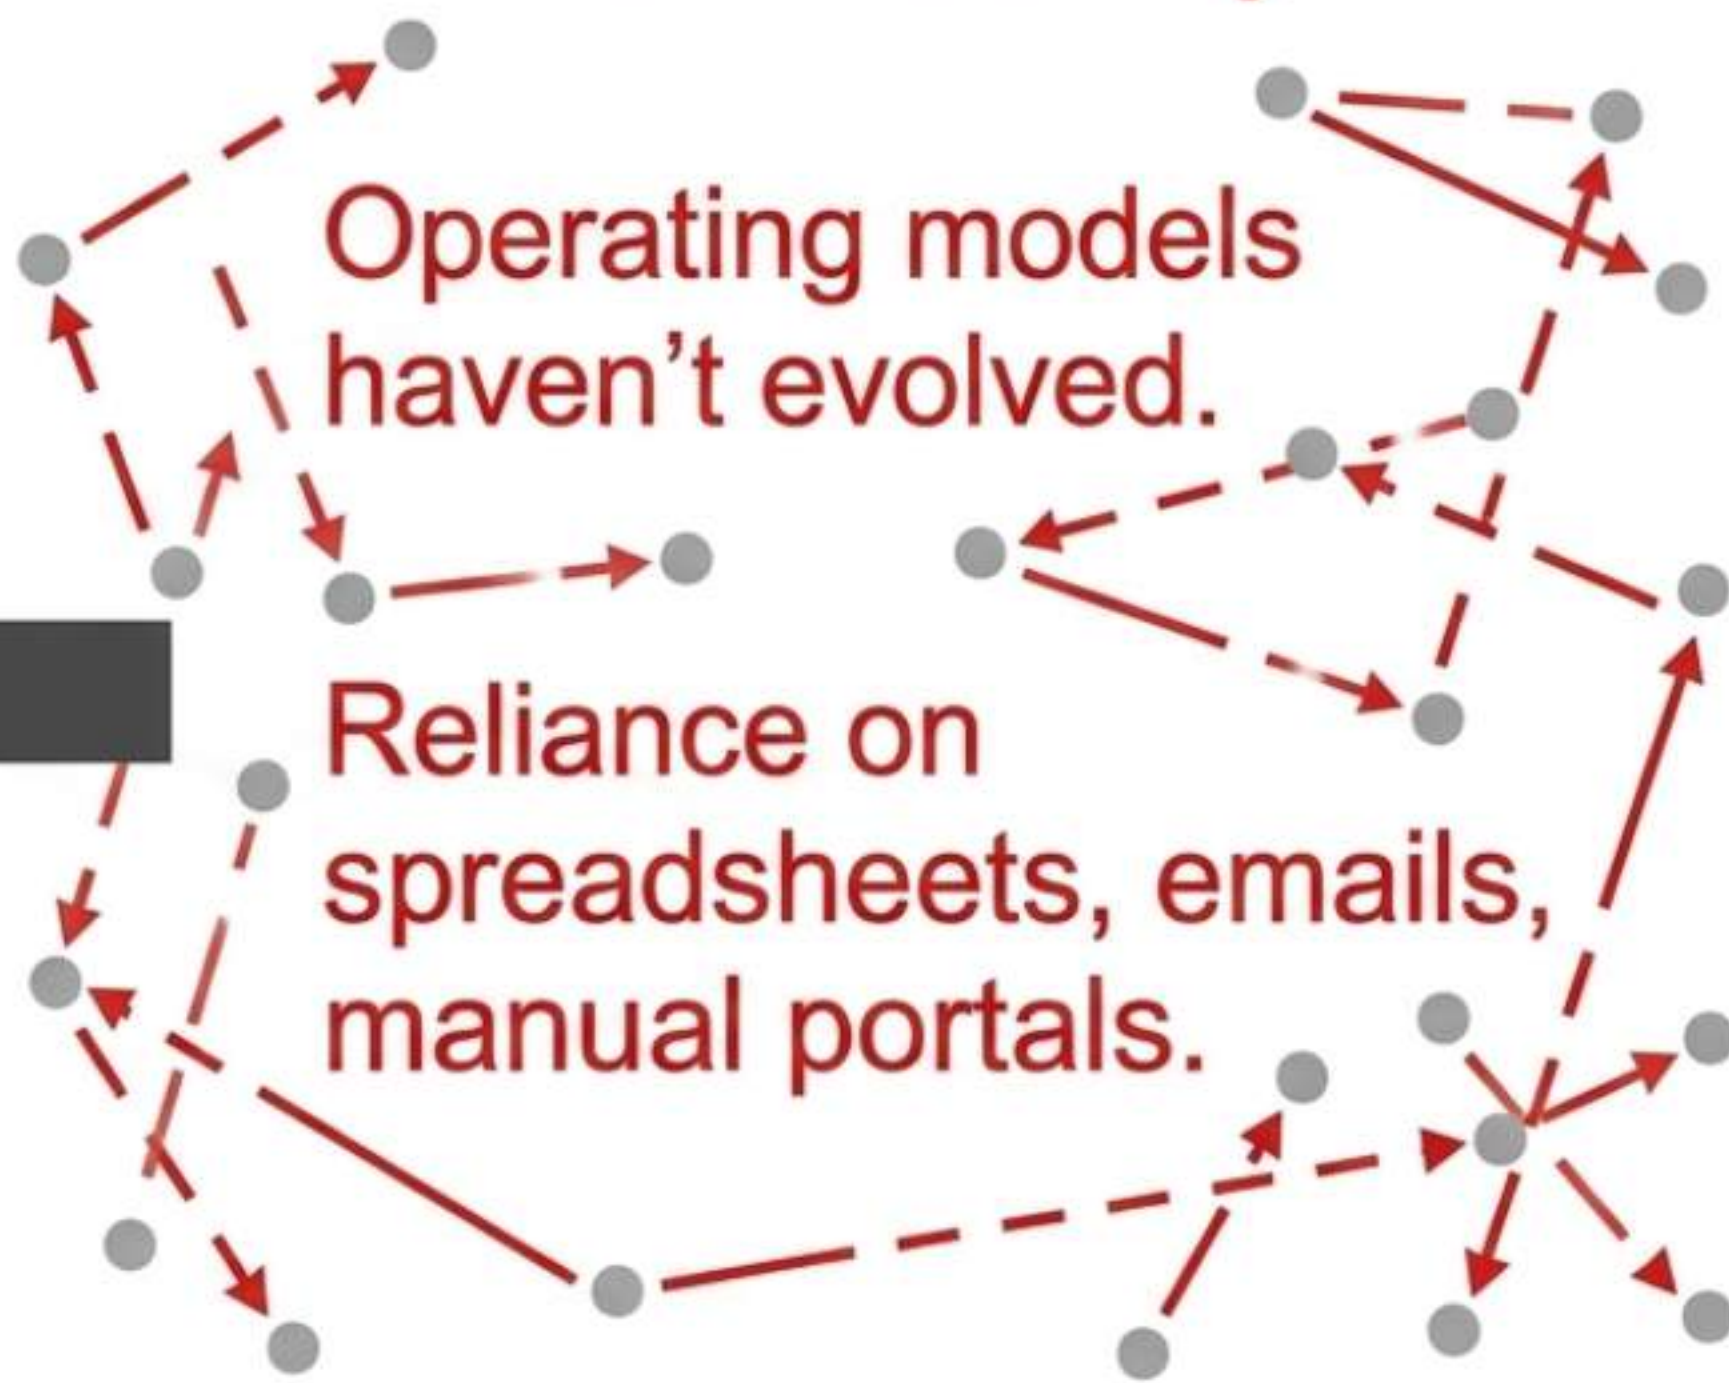 Operating models
haven’t evolved.
Reliance on
spreadsheets, emails,
manual portals.